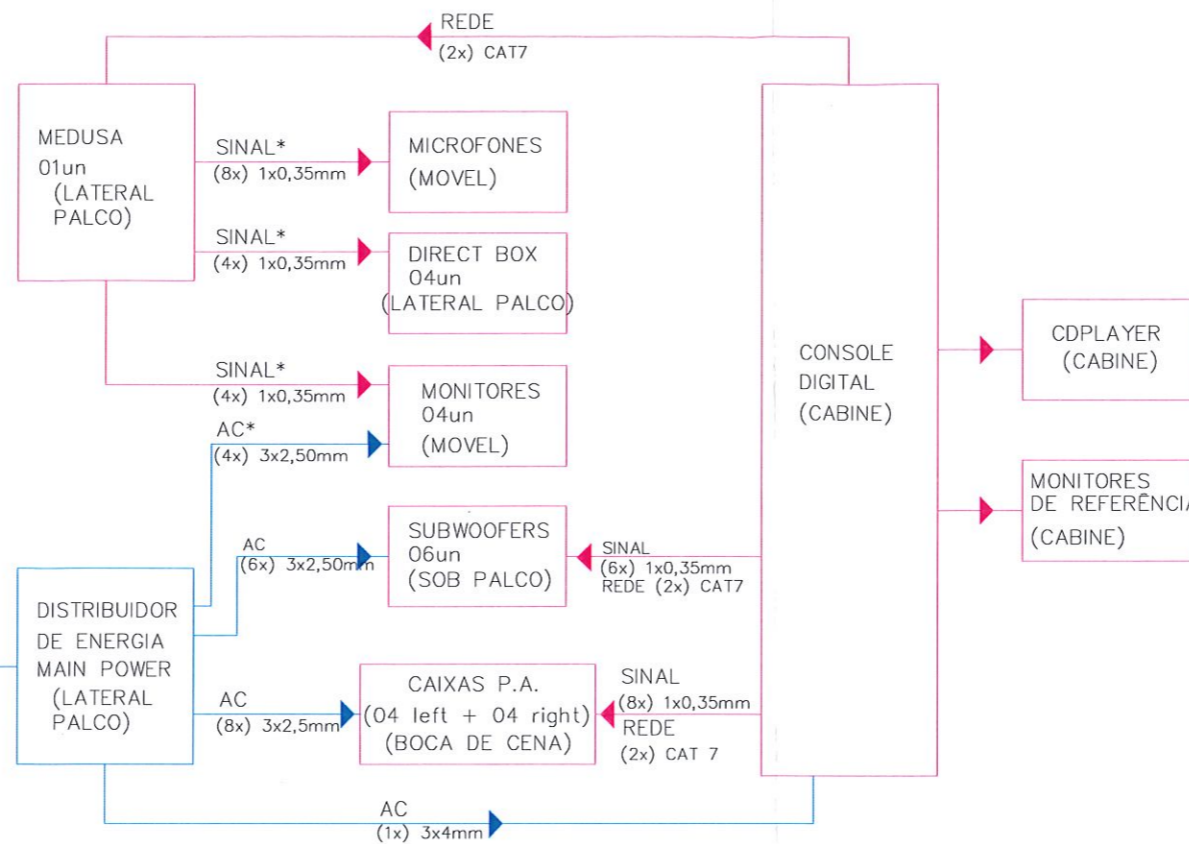 REDE
(2x) CAT7
MEDUSA
01un
(LATERAL
PALCO)
SINAL*
(8x) 1x0,35mm
MICROFONES
(MOVEL)
SINAL*
(4x) 1x0,35mm
DIRECT BOX
04un
(LATERAL PALCO)
SINAL*
(4x) 1x0,35mm
MONITORES
04un
(MOVEL)
AC*
(4x) 3x2,50mm
CONSOLE
DIGITAL
(CABINE)
CDPLAYER
(CABINE)
MONITORES
DE REFERÊNCIA
(CABINE)
AC
(6x) 3x2,50mm
SUBWOOFERS
06un
(SOB PALCO)
SINAL
(6x) 1x0,35mm
REDE (2x) CAT7
DISTRIBUIDOR
DE ENERGIA
MAIN POWER
(LATERAL
PALCO)
AC
(8x) 3x2,5mm
CAIXAS P.A.
(04 left + 04 right)
(BOCA DE CENA)
SINAL
(8x) 1x0,35mm
REDE
(2x) CAT 7
AC
(1x) 3x4mm